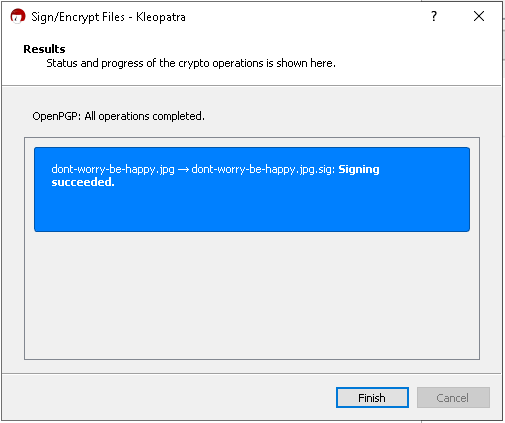 Sign/Encrypt Files - Kleopatra
?
Results
Status and progress of the crypto operations is shown here.
OpenPGP: All operations completed.
dont-worry-be-happy.jpg → dont-worry-be-happy.jpg.sig: Signing
succeeded.
Finish
Cancel